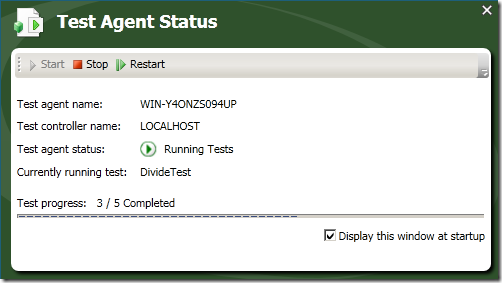 Test Agent Status
Start Stop Restart
Test agent name: WIN-Y4ONZS094UP
Test controller name: LOCALHOST
Test agent status: Running Tests
Currently running test: DivideTest
Test progress: 3 / 5 Completed
Display this window at startup